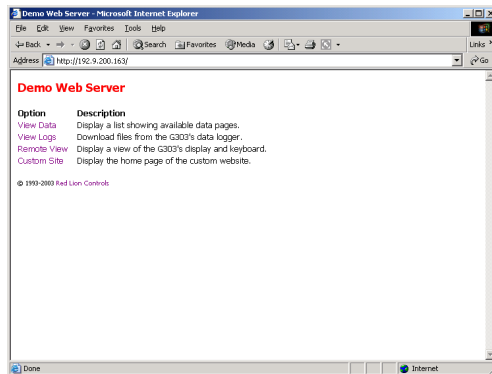 Demo Web Server - Microsoft Internet Explorer
File Edit View Favorites Tools Help
Back Search Favorites Media Links »
Address http://192.9.200.163/ Go
Demo Web Server
Option Description
View Data Display a list showing available data pages.
View Logs Download files from the G303's data logger.
Remote View Display a view of the G303's display and keyboard.
Custom Site Display the home page of the custom website.
© 1993-2003 Red Lion Controls
Done Internet